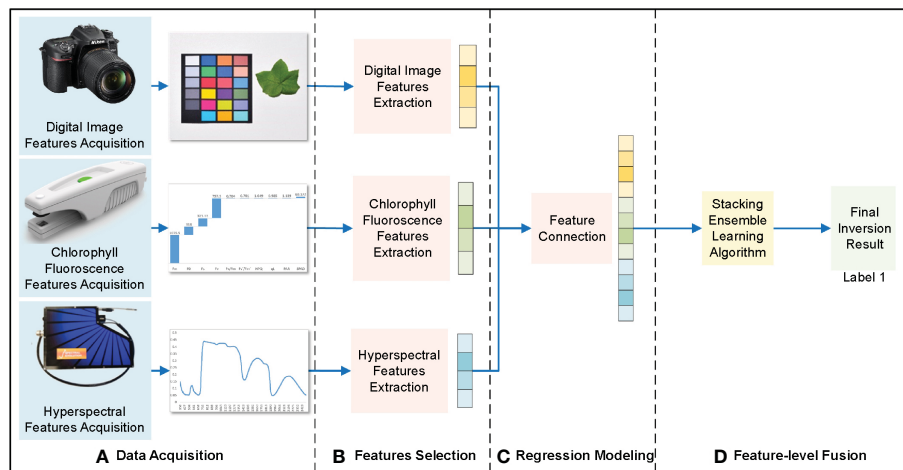 Digital Image
Features Acquisition
Digital Image
Features
Extraction
Chlorophyll
Fluoroscence
Features Acquisition
Chlorophyll
Fluoroscence
Features
Extraction
Hyperspectral
Features Acquisition
Hyperspectral
Features
Extraction
Feature
Connection
Stacking
Ensemble
Learning
Algorithm
Final
Inversion
Result
Label 1
A Data Acquisition
B Features Selection
C Regression Modeling
D Feature-level Fusion